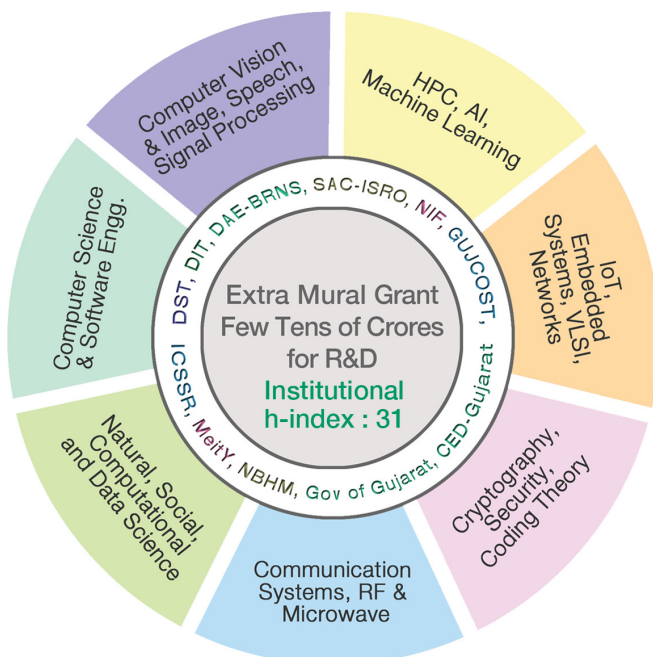 Computer Vision
& Image, Speech,
Signal Processing
HPC, AI,
Machine Learning
IoT,
Embedded
Systems, VLSI,
Networks
Cryptography,
Security,
Coding Theory
Communication
Systems, RF &
Microwave
Natural, Social,
Computational
and Data Science
Computer Science
& Software Engg.
DST, DIT, DAE-BRNS, SAC-ISRO, NIF, GUJCOST,
ICSSR, MeitY, NBHM, Gov of Gujarat, CED-Gujarat
Extra Mural Grant
Few Tens of Crores
for R&D
Institutional
h-index : 31